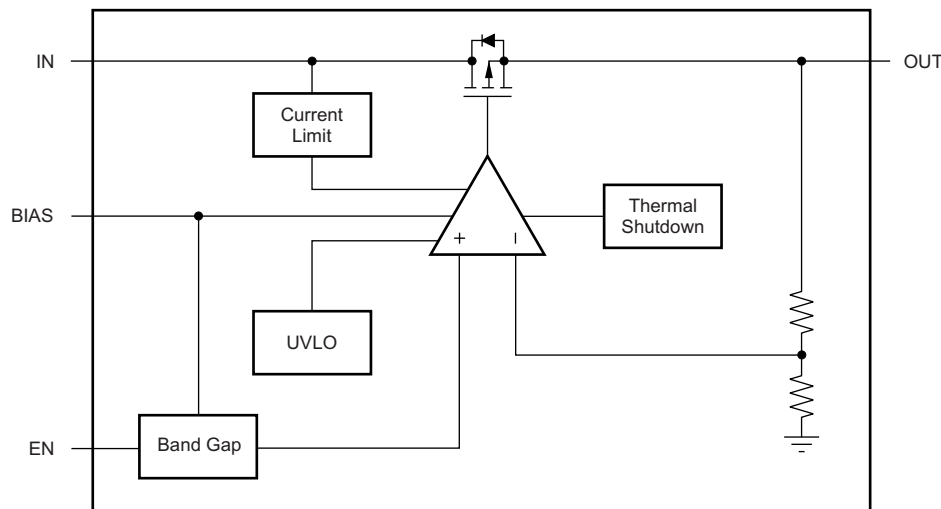 IN
OUT
Current
Limit
BIAS
Thermal
Shutdown
+
–
UVLO
EN
Band Gap